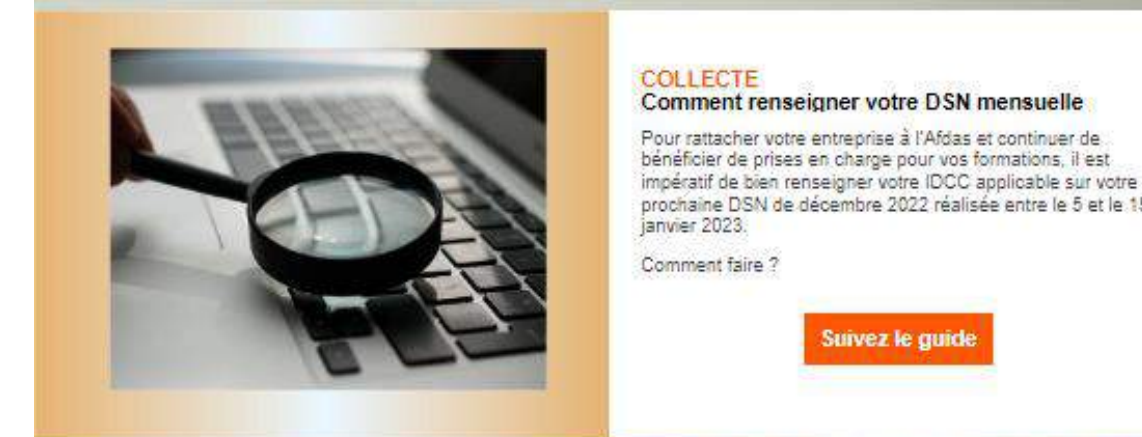 COLLECTE
Comment renseigner votre DSN mensuelle
Pour rattacher votre entreprise à l'Afdas et continuer de
bénéficier de prises en charge pour vos formations, il est
impératif de bien renseigner votre IDCC applicable sur votre
prochaine DSN de décembre 2022 réalisée entre le 5 et le 15
janvier 2023.
Comment faire ?
Suivez le guide